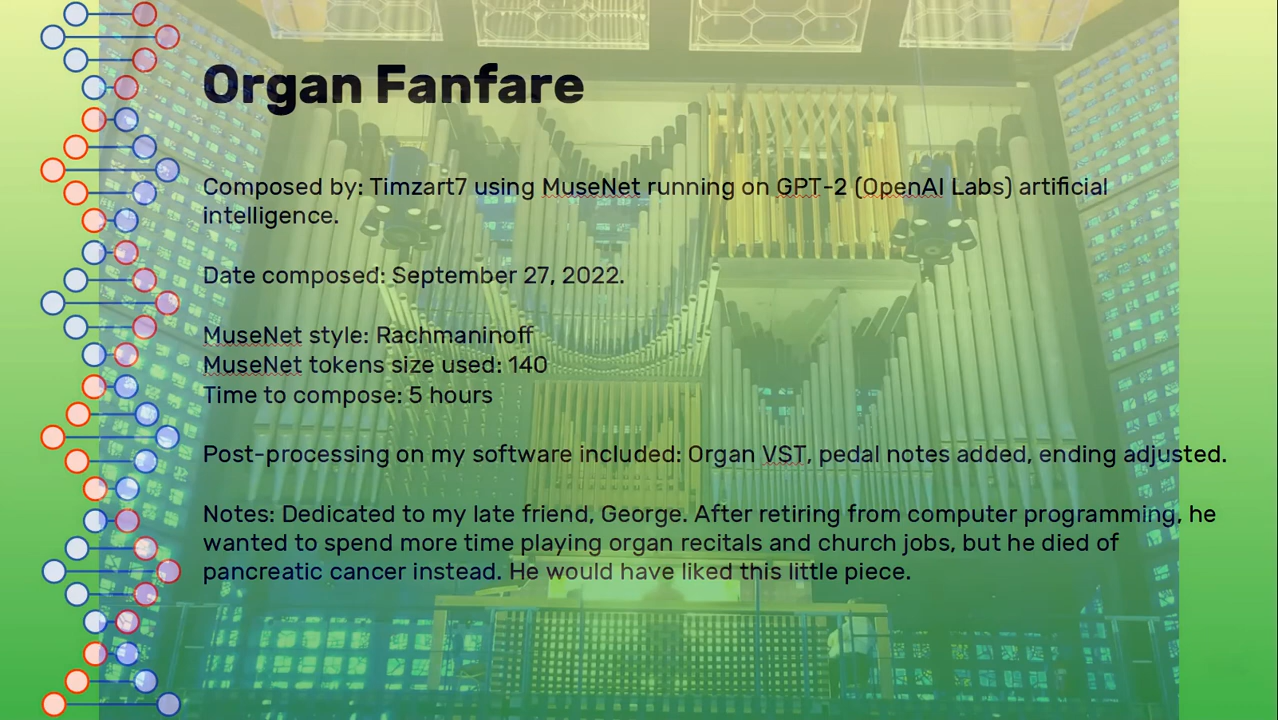 Organ Fanfare
Composed by: Timzart7 using MuseNet running on GPT-2 (OpenAI Labs) artificial
intelligence.
Date composed: September 27, 2022.
MuseNet style: Rachmaninoff
MuseNet tokens size used: 140
Time to compose: 5 hours
Post-processing on my software included: Organ VST, pedal notes added, ending adjusted.
Notes: Dedicated to my late friend, George. After retiring from computer programming, he
wanted to spend more time playing organ recitals and church jobs, but he died of
pancreatic cancer instead. He would have liked this little piece.